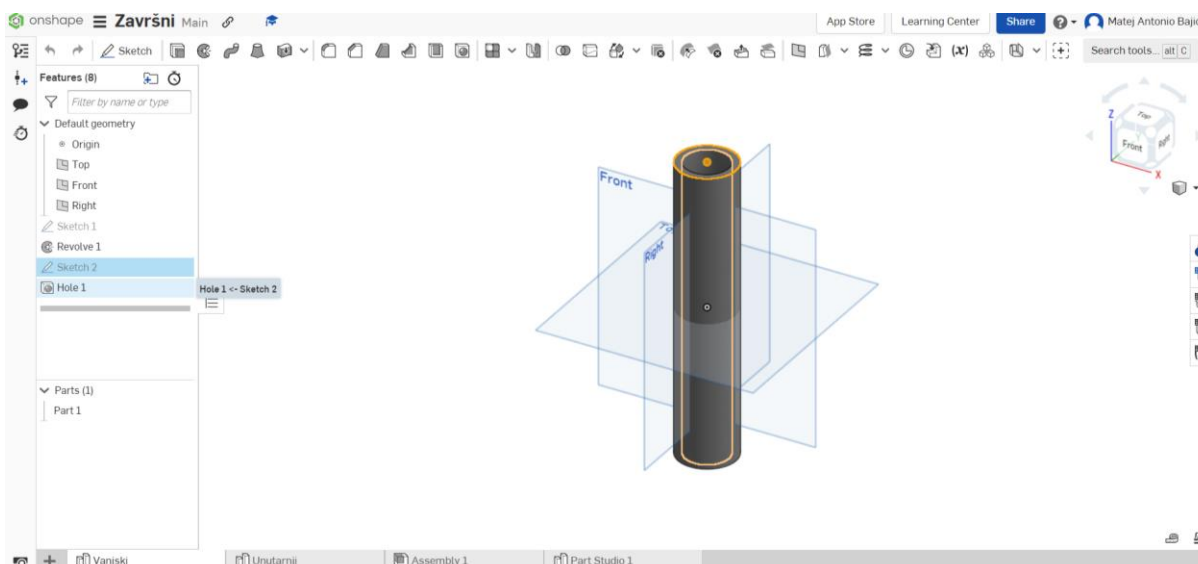 onshape Završni Main
App Store Learning Center Share Matej Antonio Bajić
Sketch Search tools... alt C
Features (8)
Filter by name or type
Default geometry
Origin
Top
Front
Right
Sketch 1
Revolve 1
Sketch 2
Hole 1
Hole 1 <- Sketch 2
Parts (1)
Part 1
Front
Right
Z
Top
Front
Right
X
Vanjski Unutarnji Assembly 1 Part Studio 1